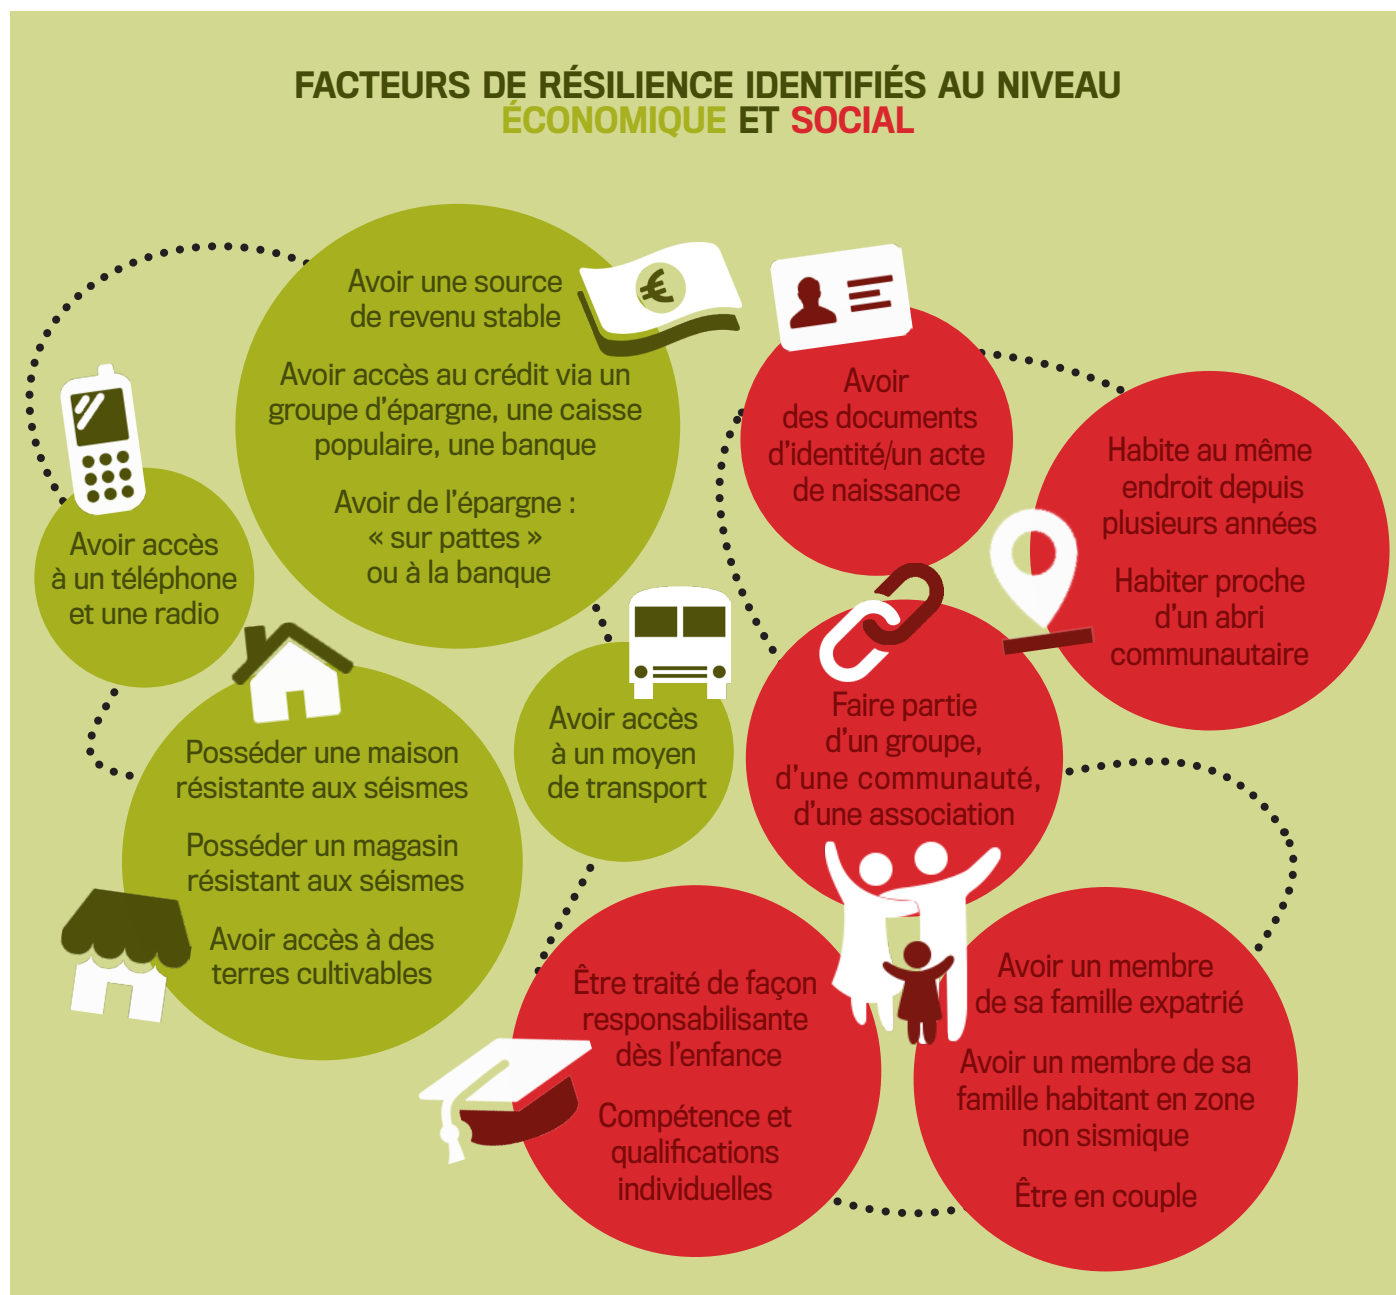 FACTEURS DE RÉSILIENCE IDENTIFIÉS AU NIVEAU
ÉCONOMIQUE ET SOCIAL
Avoir une source
de revenu stable
Avoir accès au crédit via un
groupe d'épargne, une caisse
populaire, une banque
Avoir de l'épargne :
« sur pattes »
ou à la banque
€
Avoir accès
à un téléphone
et une radio
Posséder une maison
résistante aux séismes
Posséder un magasin
résistant aux séismes
Avoir accès à des
terres cultivables
Avoir accès
à un moyen
de transport
Avoir
des documents
d'identité/un acte
de naissance
Habite au même
endroit depuis
plusieurs années
Habiter proche
d'un abri
communautaire
Faire partie
d'un groupe,
d'une communauté,
d'une association
Être traité de façon
responsabilisante
dès l'enfance
Compétence et
qualifications
individuelles
Avoir un membre
de sa famille expatrié
Avoir un membre de sa
famille habitant en zone
non sismique
Être en couple